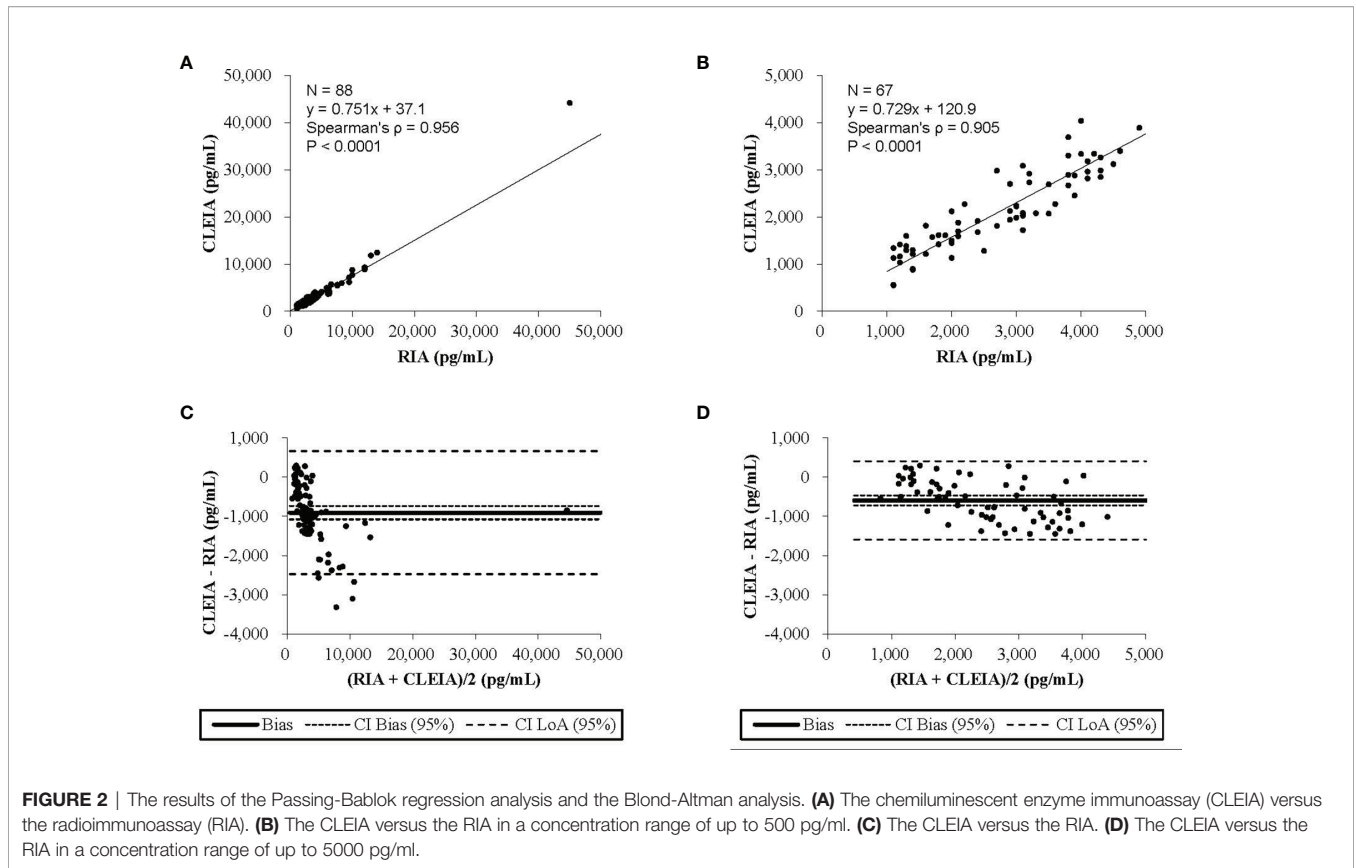 A
50,000
40,000
30,000
20,000
10,000
0
CLEIA (pg/mL)
N = 88
y = 0.751x + 37.1
Spearman's ρ = 0.956
P < 0.0001
0 10,000 20,000 30,000 40,000 50,000
RIA (pg/mL)
B
6,000
5,000
4,000
3,000
2,000
1,000
0
CLEIA (pg/mL)
N = 67
y = 0.729x + 120.9
Spearman's ρ = 0.905
P < 0.0001
0 1,000 2,000 3,000 4,000 5,000
RIA (pg/mL)
C
1,000
0
-1,000
-2,000
-3,000
-4,000
CLEIA - RIA (pg/mL)
0 10,000 20,000 30,000 40,000 50,000
(RIA + CLEIA)/2 (pg/mL)
Bias CI Bias (95%) CI LoA (95%)
D
1,000
0
-1,000
-2,000
-3,000
-4,000
CLEIA - RIA (pg/mL)
0 1,000 2,000 3,000 4,000 5,000
(RIA + CLEIA)/2 (pg/mL)
Bias CI Bias (95%) CI LoA (95%)
FIGURE 2 | The results of the Passing-Bablok regression analysis and the Blond-Altman analysis. (A) The chemiluminescent enzyme immunoassay (CLEIA) versus
the radioimmunoassay (RIA). (B) The CLEIA versus the RIA in a concentration range of up to 500 pg/ml. (C) The CLEIA versus the RIA. (D) The CLEIA versus the
RIA in a concentration range of up to 5000 pg/ml.